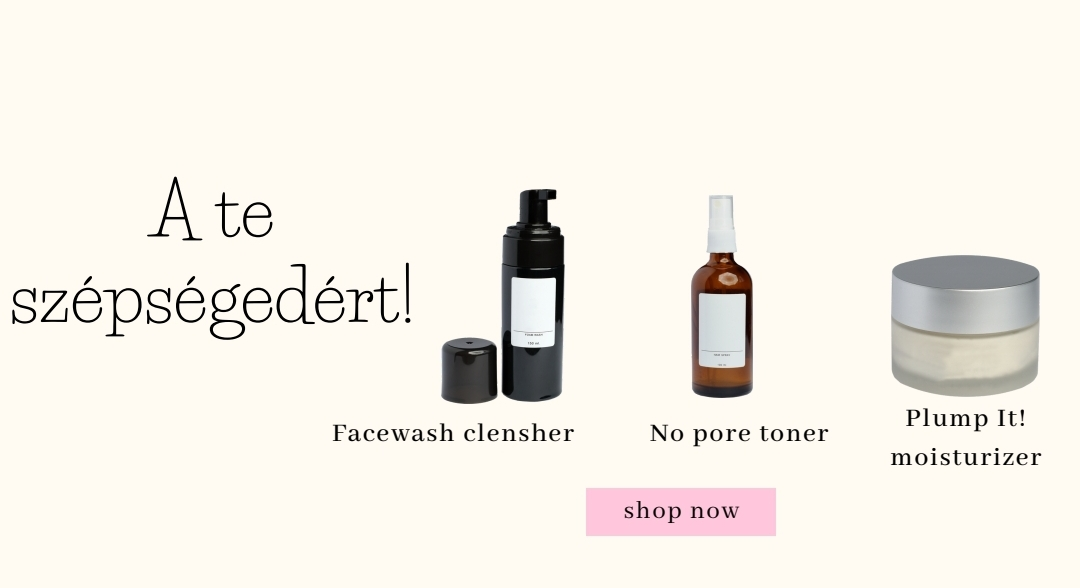 A te
szépségedért!
Facewash clensher
No pore toner
Plump It!
moisturizer
shop now